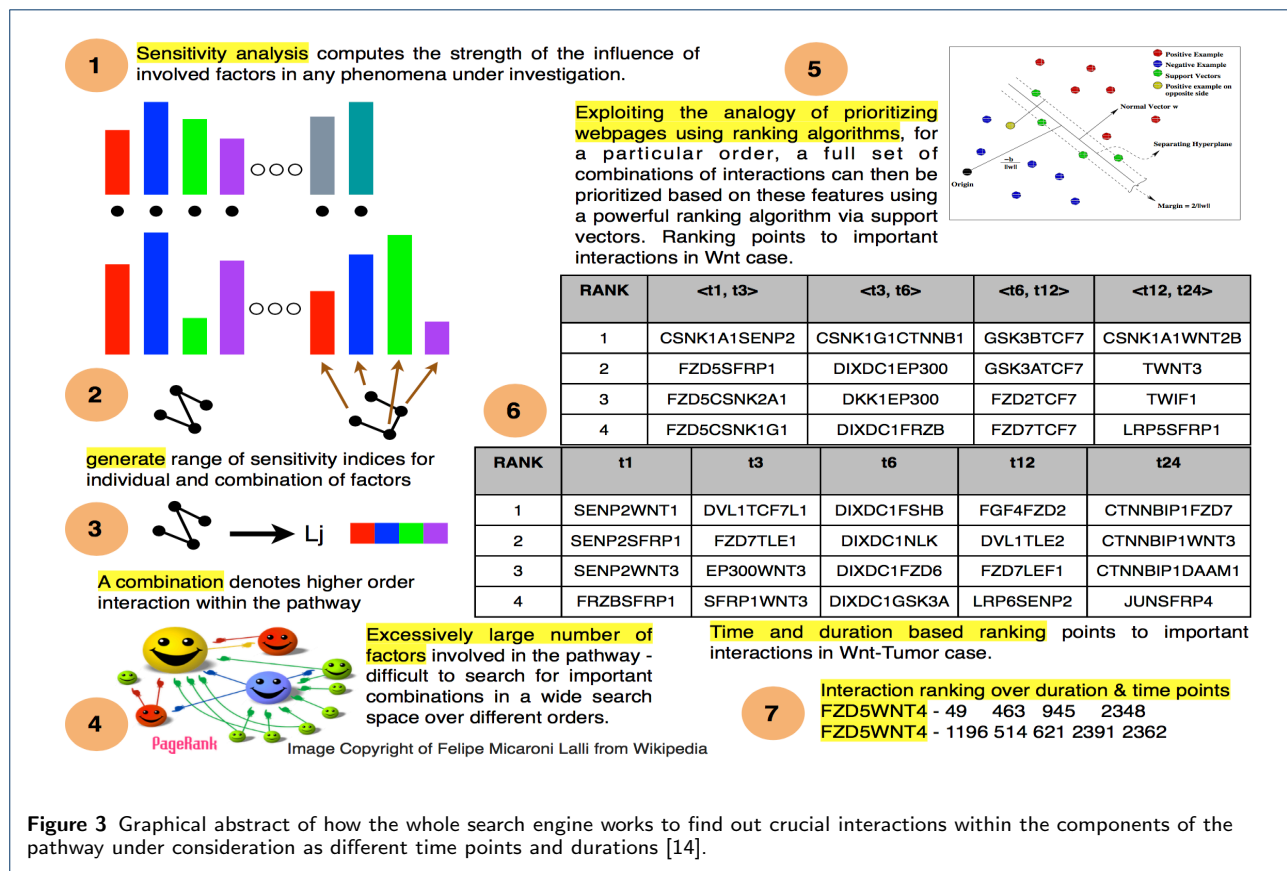 1
Sensitivity analysis computes the strength of the influence of
involved factors in any phenomena under investigation.
2
generate range of sensitivity indices for
individual and combination of factors
3
Lj
A combination denotes higher order
interaction within the pathway
4
PageRank
Excessively large number of
factors involved in the pathway -
difficult to search for important
combinations in a wide search
space over different orders.
Image Copyright of Felipe Micaroni Lalli from Wikipedia
5
Exploiting the analogy of prioritizing
webpages using ranking algorithms, for
a particular order, a full set of
combinations of interactions can then be
prioritized based on these features using
a powerful ranking algorithm via support
vectors. Ranking points to important
interactions in Wnt case.
Positive Example
Negative Example
Support Vectors
Positive example on
opposite side
Normal Vector w
Separating Hyperplane
-b
||w||
Origin
Margin = 2/||w||
6
RANK <t1, t3> <t3, t6> <t6, t12> <t12, t24>
1 CSNK1A1SENP2 CSNK1G1CTNNB1 GSK3BTCF7 CSNK1A1WNT2B
2 FZD5SFRP1 DIXDC1EP300 GSK3ATCF7 TWNT3
3 FZD5CSNK2A1 DKK1EP300 FZD2TCF7 TWIF1
4 FZD5CSNK1G1 DIXDC1FRZB FZD7TCF7 LRP5SFRP1
RANK t1 t3 t6 t12 t24
1 SENP2WNT1 DVL1TCF7L1 DIXDC1FSHB FGF4FZD2 CTNNBIP1FZD7
2 SENP2SFRP1 FZD7TLE1 DIXDC1NLK DVL1TLE2 CTNNBIP1WNT3
3 SENP2WNT3 EP300WNT3 DIXDC1FZD6 FZD7LEF1 CTNNBIP1DAAM1
4 FRZBSFRP1 SFRP1WNT3 DIXDC1GSK3A LRP6SENP2 JUNSFRP4
Time and duration based ranking points to important
interactions in Wnt-Tumor case.
7
Interaction ranking over duration & time points
FZD5WNT4 - 49 463 945 2348
FZD5WNT4 - 1196 514 621 2391 2362
Figure 3 Graphical abstract of how the whole search engine works to find out crucial interactions within the components of the
pathway under consideration as different time points and durations [14].